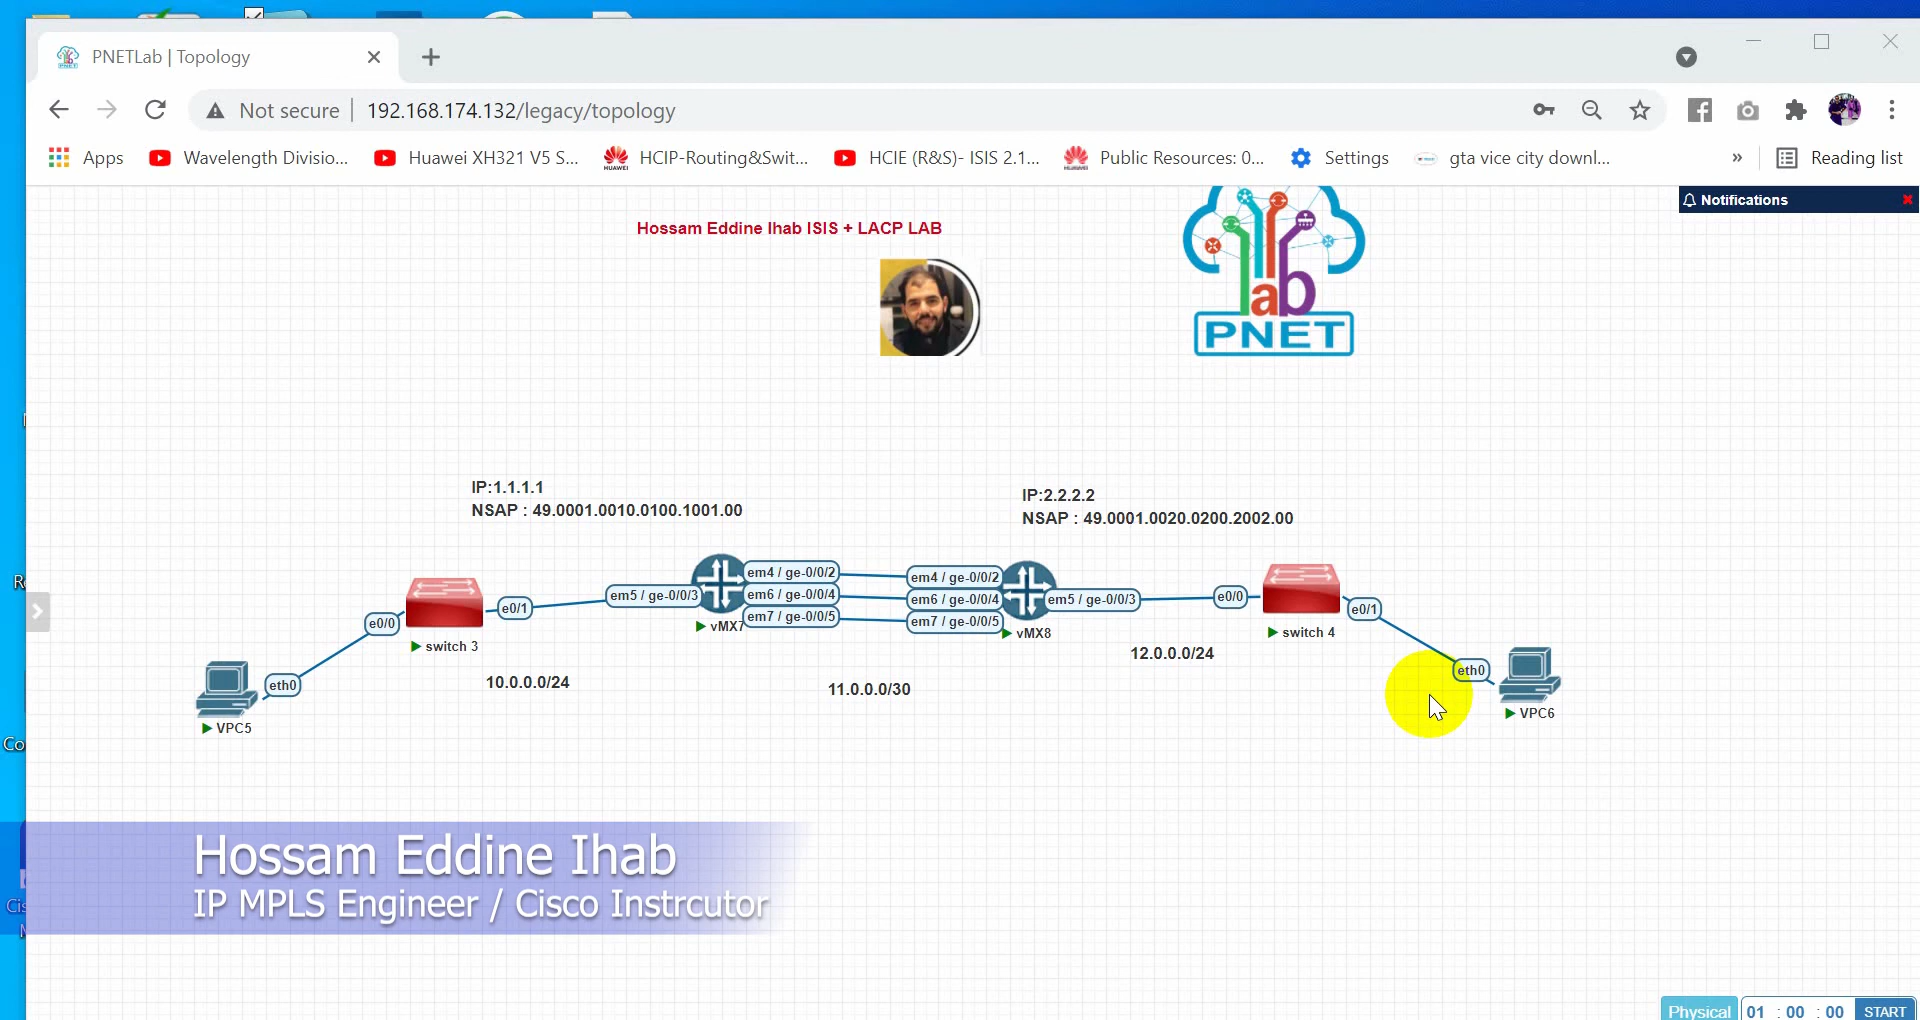 PNETLab | Topology
Not secure | 192.168.174.132/legacy/topology
Apps
Wavelength Divisio...
Huawei XH321 V5 S...
HCIP-Routing&Swit...
HCIE (R&S)- ISIS 2.1...
Public Resources: 0...
Settings
gta vice city downl...
»
Reading list
Notifications
Hossam Eddine Ihab ISIS + LACP LAB
lab
PNET
HUAWEI
HUAWEI
IP:1.1.1.1
NSAP : 49.0001.0010.0100.1001.00
IP:2.2.2.2
NSAP : 49.0001.0020.0200.2002.00
em4 / ge-0/0/2
em4 / ge-0/0/2
em5 / ge-0/0/3
em6 / ge-0/0/4
em6 / ge-0/0/4
em5 / ge-0/0/3
e0/0
e0/1
e0/0
e0/1
em7 / ge-0/0/5
em7 / ge-0/0/5
vMX7
vMX8
switch 3
switch 4
12.0.0.0/24
10.0.0.0/24
11.0.0.0/30
eth0
eth0
VPC5
VPC6
Hossam Eddine Ihab
IP MPLS Engineer / Cisco Instrcutor
Physical
01 : 00 : 00
START